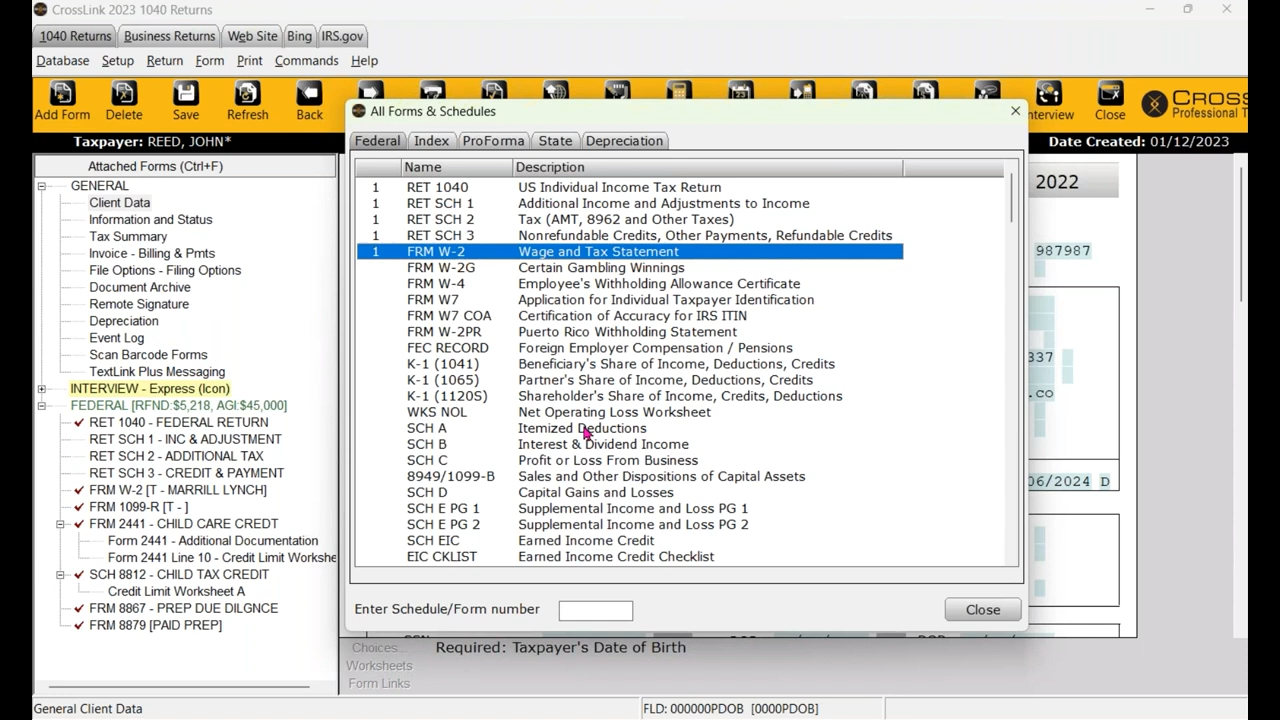 CrossLink 2023 1040 Returns
1040 Returns Business Returns Web Site Bing IRS.gov
Database Setup Return Form Print Commands Help
Add Form Delete Save Refresh Back Close
Taxpayer: REED, JOHN*
Date Created: 01/12/2023
Attached Forms (Ctrl+F)
GENERAL
Client Data
Information and Status
Tax Summary
Invoice - Billing & Pmts
File Options - Filing Options
Document Archive
Remote Signature
Depreciation
Event Log
Scan Barcode Forms
TextLink Plus Messaging
INTERVIEW - Express (Icon)
FEDERAL [RFND:$5,218, AGI:$45,000]
RET 1040 - FEDERAL RETURN
RET SCH 1 - INC & ADJUSTMENT
RET SCH 2 - ADDITIONAL TAX
RET SCH 3 - CREDIT & PAYMENT
FRM W-2 [T - MARRILL LYNCH]
FRM 1099-R [T - ]
FRM 2441 - CHILD CARE CREDT
Form 2441 - Additional Documentation
Form 2441 Line 10 - Credit Limit Workshe
SCH 8812 - CHILD TAX CREDIT
Credit Limit Worksheet A
FRM 8867 - PREP DUE DILGNCE
FRM 8879 [PAID PREP]
All Forms & Schedules
Federal Index ProForma State Depreciation
Name Description
1 RET 1040 US Individual Income Tax Return
1 RET SCH 1 Additional Income and Adjustments to Income
1 RET SCH 2 Tax (AMT, 8962 and Other Taxes)
1 RET SCH 3 Nonrefundable Credits, Other Payments, Refundable Credits
1 FRM W-2 Wage and Tax Statement
FRM W-2G Certain Gambling Winnings
FRM W-4 Employee's Withholding Allowance Certificate
FRM W7 Application for Individual Taxpayer Identification
FRM W7 COA Certification of Accuracy for IRS ITIN
FRM W-2PR Puerto Rico Withholding Statement
FEC RECORD Foreign Employer Compensation / Pensions
K-1 (1041) Beneficiary's Share of Income, Deductions, Credits
K-1 (1065) Partner's Share of Income, Deductions, Credits
K-1 (1120S) Shareholder's Share of Income, Credits, Deductions
WKS NOL Net Operating Loss Worksheet
SCH A Itemized Deductions
SCH B Interest & Dividend Income
SCH C Profit or Loss From Business
8949/1099-B Sales and Other Dispositions of Capital Assets
SCH D Capital Gains and Losses
SCH E PG 1 Supplemental Income and Loss PG 1
SCH E PG 2 Supplemental Income and Loss PG 2
SCH EIC Earned Income Credit
EIC CKLIST Earned Income Credit Checklist
Enter Schedule/Form number Close
nterview
CROSS
Professional T
2022
987987
337
.co
06/2024 D
Choices... Required: Taxpayer's Date of Birth
Worksheets
Form Links
General Client Data FLD: 000000PDOB [0000PDOB]